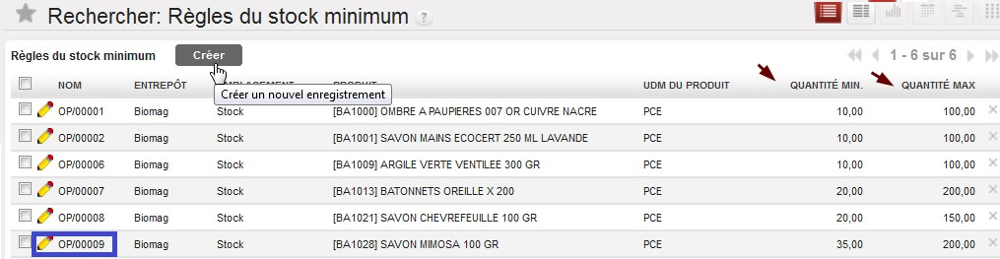 Rechercher: Règles du stock minimum ?
Règles du stock minimum Créer 1 - 6 sur 6
NOM ENTREPÔT UDM DU PRODUIT QUANTITÉ MIN. QUANTITÉ MAX
Créer un nouvel enregistrement
OP/00001 Biomag Stock [BA1000] OMBRE A PAUPIERES 007 OR CUIVRE NACRE PCE 10,00 100,00
OP/00002 Biomag Stock [BA1001] SAVON MAINS ECOCERT 250 ML LAVANDE PCE 10,00 100,00
OP/00006 Biomag Stock [BA1009] ARGILE VERTE VENTILEE 300 GR PCE 10,00 100,00
OP/00007 Biomag Stock [BA1013] BATONNETS OREILLE X 200 PCE 20,00 200,00
OP/00008 Biomag Stock [BA1021] SAVON CHEVREFEUILLE 100 GR PCE 20,00 150,00
OP/00009 Biomag Stock [BA1028] SAVON MIMOSA 100 GR PCE 35,00 200,00